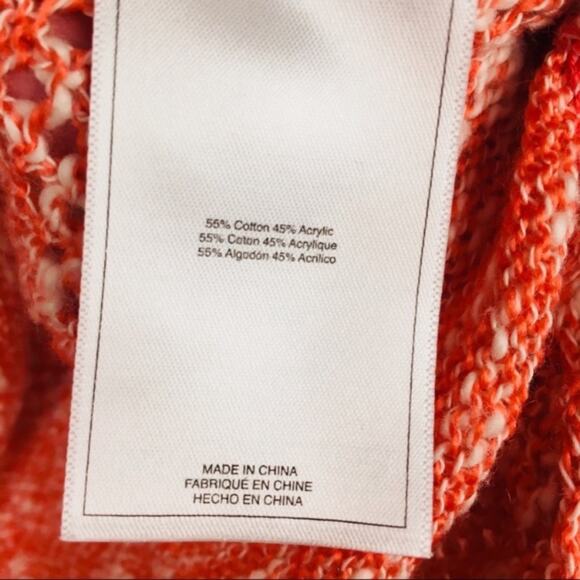 55% Cotton 45% Acrylic
55% Coton 45% Acrylique
55% Algodón 45% Acrílico
MADE IN CHINA
FABRIQUÉ EN CHINE
HECHO EN CHINA